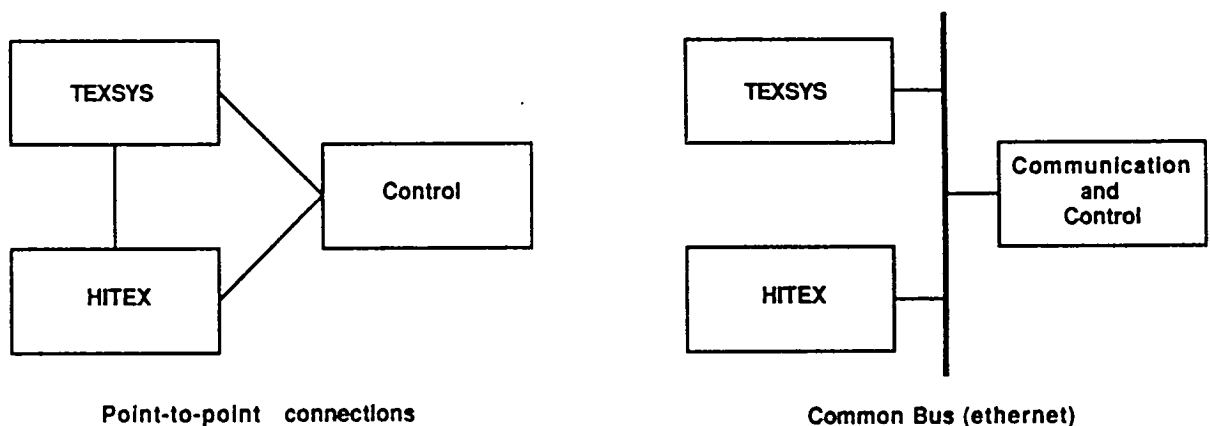 TEXSYS
Control
HITEX
Point-to-point connections
TEXSYS
Communication
and
Control
HITEX
Common Bus (ethernet)